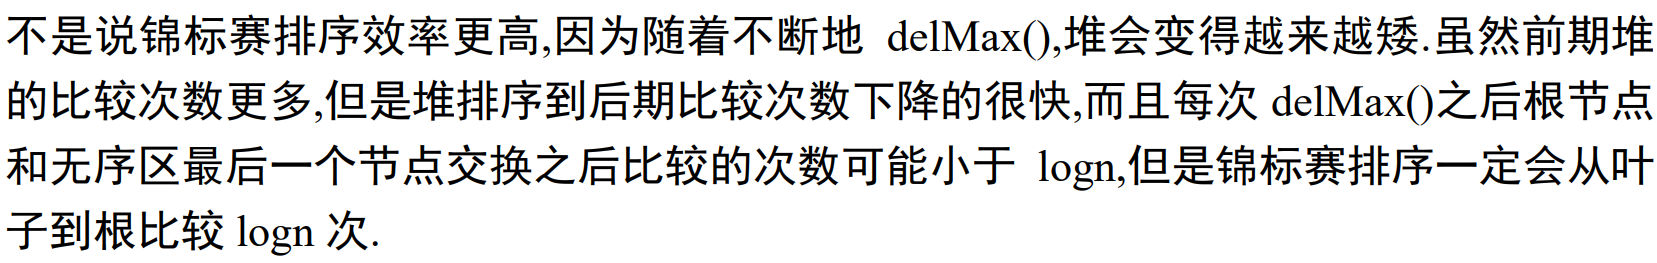 不是说锦标赛排序效率更高,因为随着不断地 delMax(),堆会变得越来越矮.虽然前期堆
的比较次数更多,但是堆排序到后期比较次数下降的很快,而且每次 delMax()之后根节点
和无序区最后一个节点交换之后比较的次数可能小于 logn,但是锦标赛排序一定会从叶
子到根比较 logn 次.